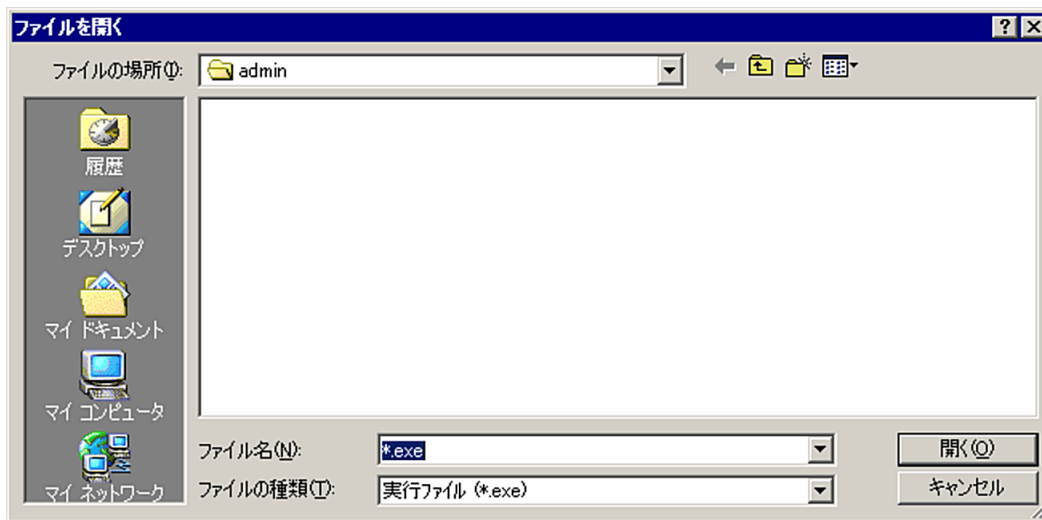 ファイルを開く
ファイルの場所(I):
admin
履歴
デスクトップ
マイ ドキュメント
マイ コンピュータ
マイ ネットワーク
ファイル名(N):
*.exe
開く(O)
ファイルの種類(T):
実行ファイル (*.exe)
キャンセル